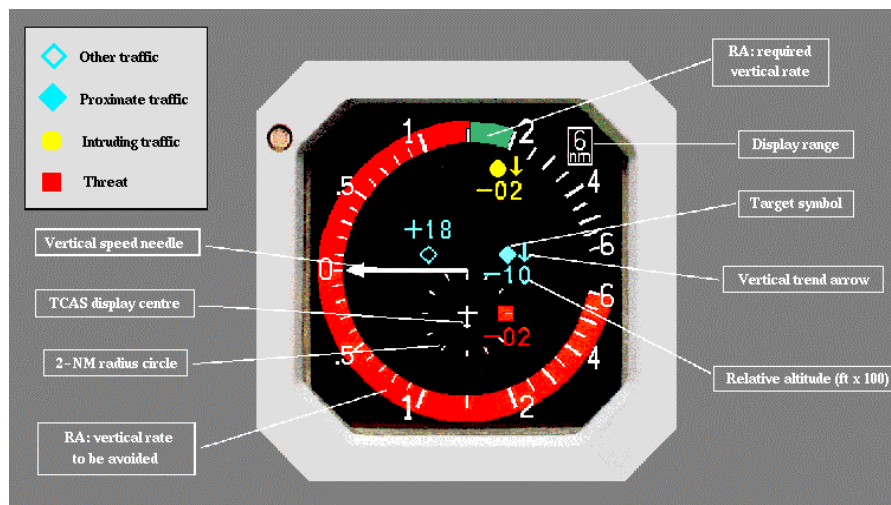 Other traffic
Proximate traffic
Intruding traffic
Threat
RA: required
vertical rate
Display range
Target symbol
Vertical trend arrow
Relative altitude (ft x 100)
Vertical speed needle
TCAS display centre
2-NM radius circle
RA: vertical rate
to be avoided
1
2
6
nm
4
-02
.5
+18
6
0
-10
6
-02
.5
4
1
2